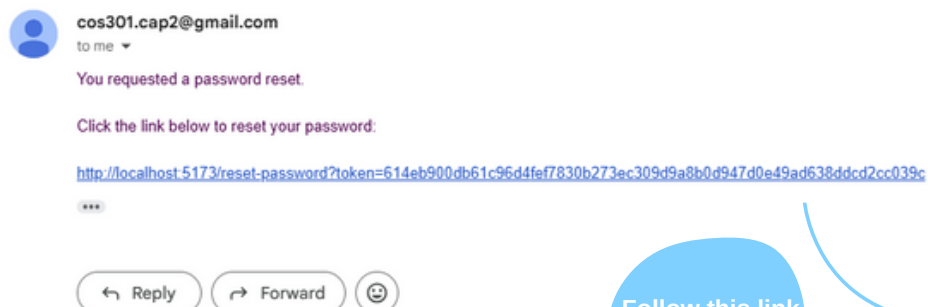 cos301.cap2@gmail.com
to me
You requested a password reset.
Click the link below to reset your password:
http://localhost:5173/reset-password?token=614eb900db61c96d4fef7830b273ec309d9a8b0d947d0e49ad638ddcd2cc039c
Reply Forward
Follow this link